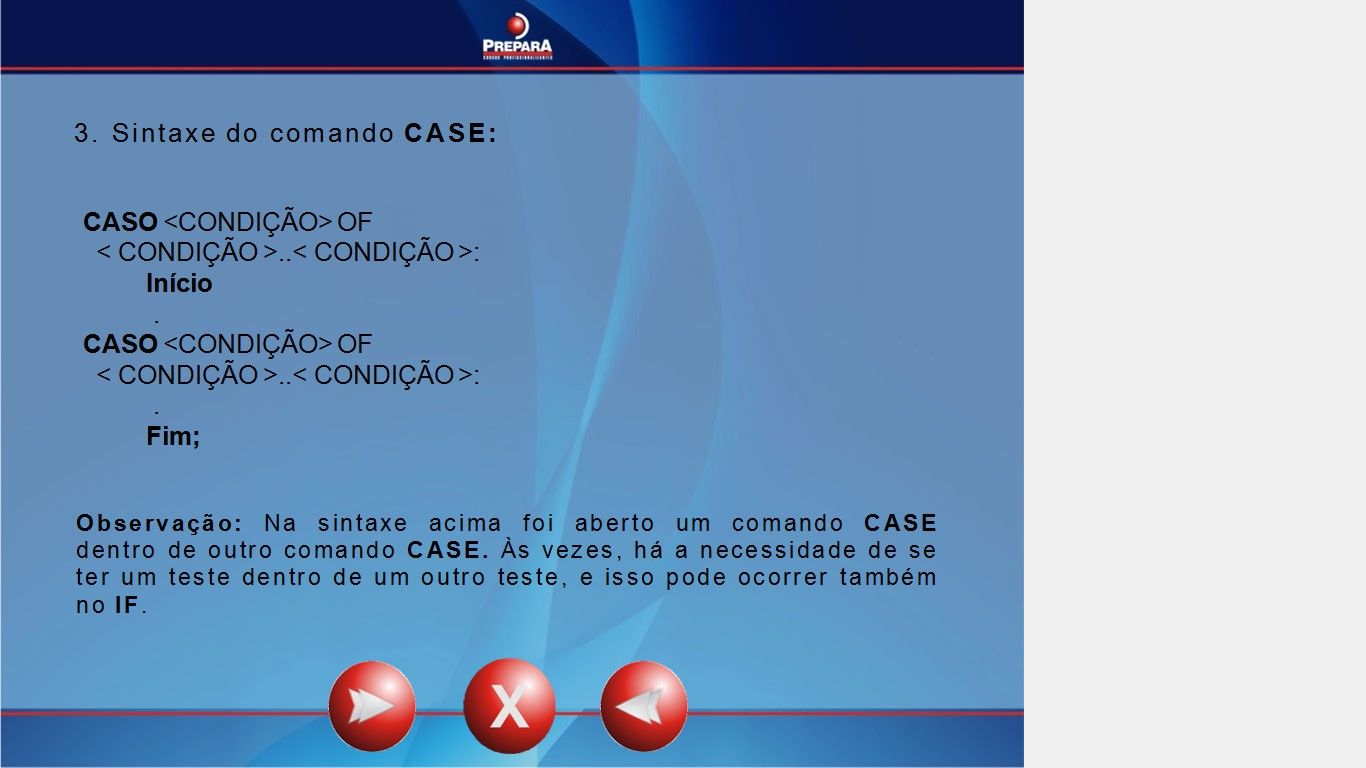 PREPARA
CURSOS PROFISSIONALIZANTES
3. Sintaxe do comando CASE:
CASO <CONDIÇÃO> OF
< CONDIÇÃO >..< CONDIÇÃO >:
Início
.
CASO <CONDIÇÃO> OF
< CONDIÇÃO >..< CONDIÇÃO >:
.
Fim;
Observação: Na sintaxe acima foi aberto um comando CASE
dentro de outro comando CASE. Às vezes, há a necessidade de se
ter um teste dentro de um outro teste, e isso pode ocorrer também
no IF.
X